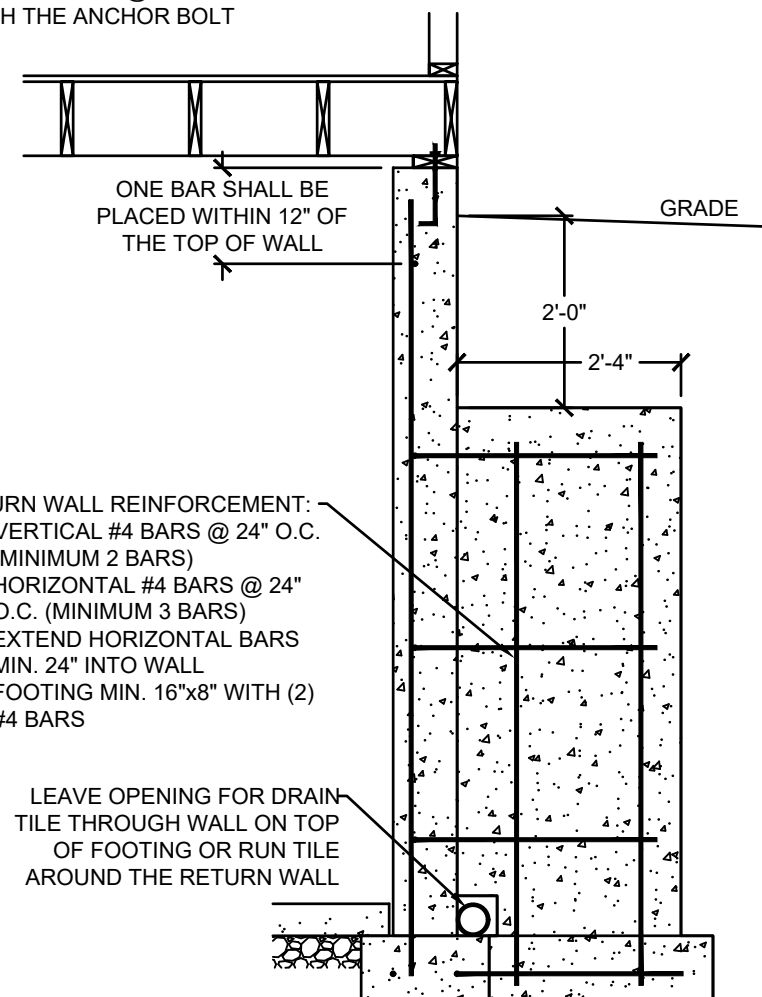 H THE ANCHOR BOLT
ONE BAR SHALL BE
PLACED WITHIN 12" OF
THE TOP OF WALL
GRADE
2'-0"
2'-4"
URN WALL REINFORCEMENT:
VERTICAL #4 BARS @ 24" O.C.
(MINIMUM 2 BARS)
HORIZONTAL #4 BARS @ 24"
O.C. (MINIMUM 3 BARS)
EXTEND HORIZONTAL BARS
MIN. 24" INTO WALL
FOOTING MIN. 16"x8" WITH (2)
#4 BARS
LEAVE OPENING FOR DRAIN
TILE THROUGH WALL ON TOP
OF FOOTING OR RUN TILE
AROUND THE RETURN WALL